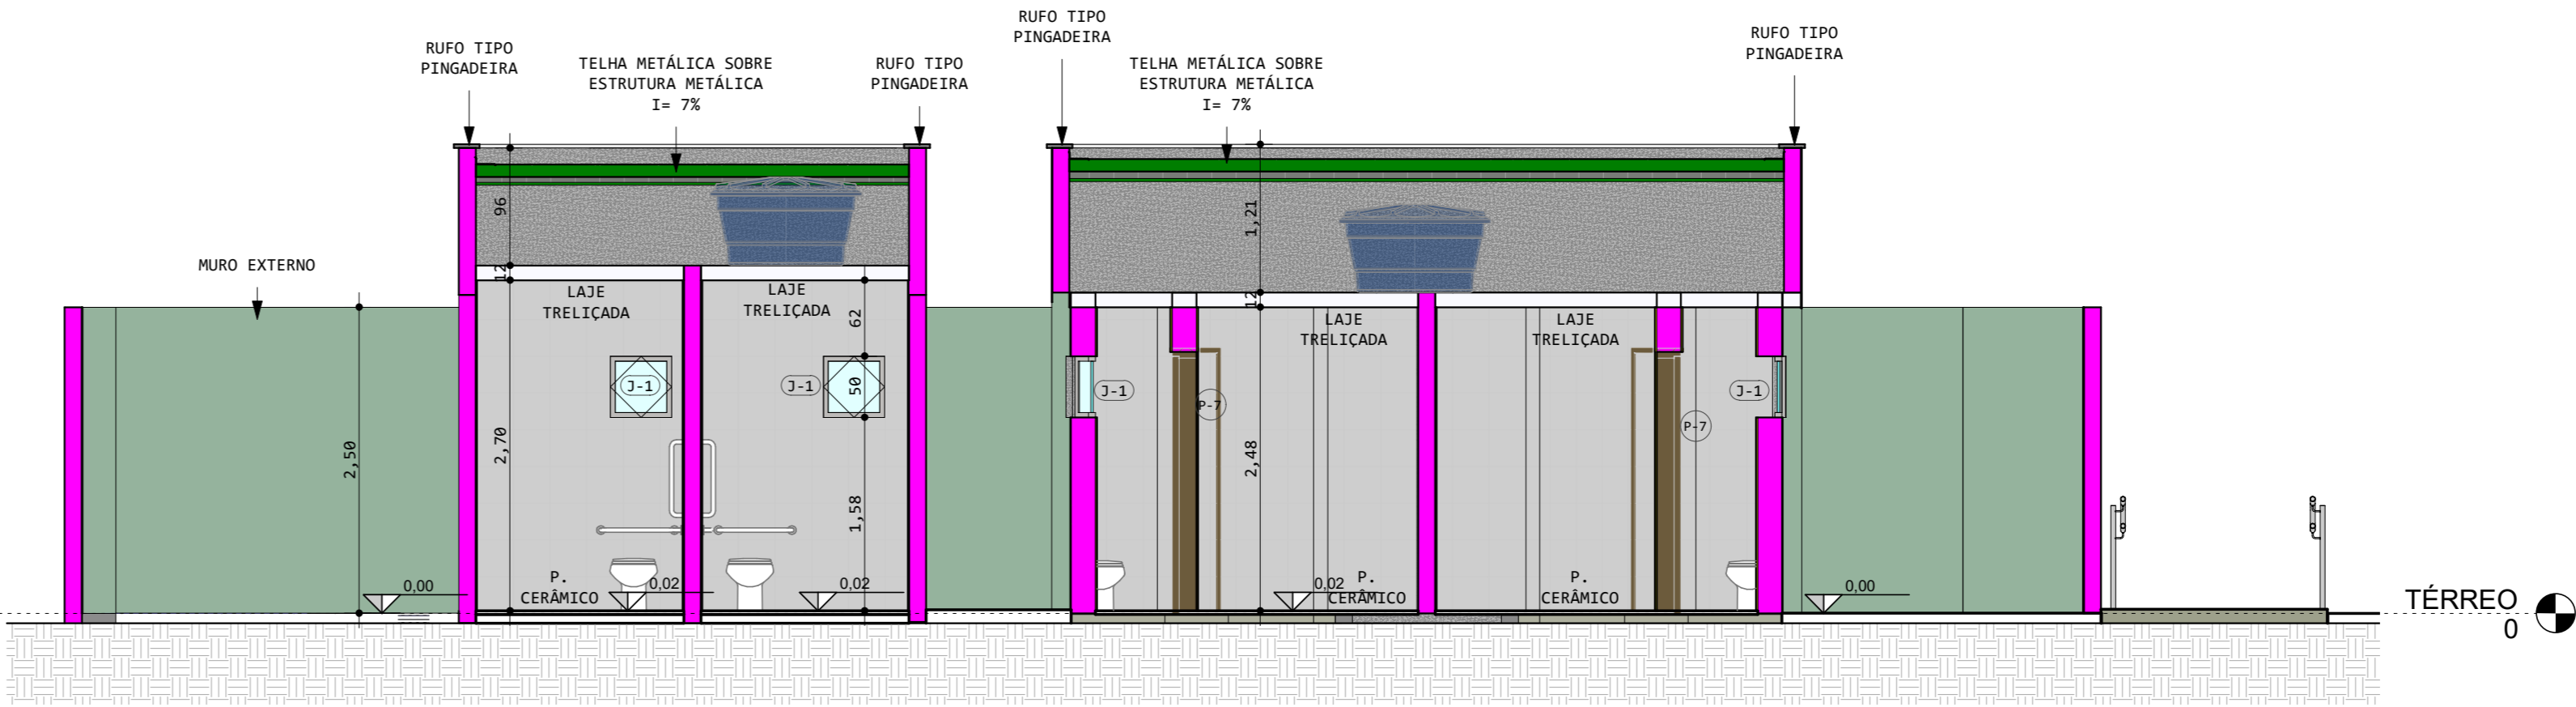 RUFO TIPO
PINGADEIRA
TELHA METÁLICA SOBRE
ESTRUTURA METÁLICA
I= 7%
RUFO TIPO
PINGADEIRA
RUFO TIPO
PINGADEIRA
TELHA METÁLICA SOBRE
ESTRUTURA METÁLICA
I= 7%
RUFO TIPO
PINGADEIRA
MURO EXTERNO
96
12
1,21
12
LAJE
TRELIÇADA
LAJE
TRELIÇADA
62
LAJE
TRELIÇADA
LAJE
TRELIÇADA
J-1
J-1
50
J-1
P-7
P-7
J-1
2,50
2,70
1,58
2,48
0,00
P.
CERÂMICO
0,02
0,02
0,02
P.
CERÂMICO
P.
CERÂMICO
0,00
TÉRREO
0